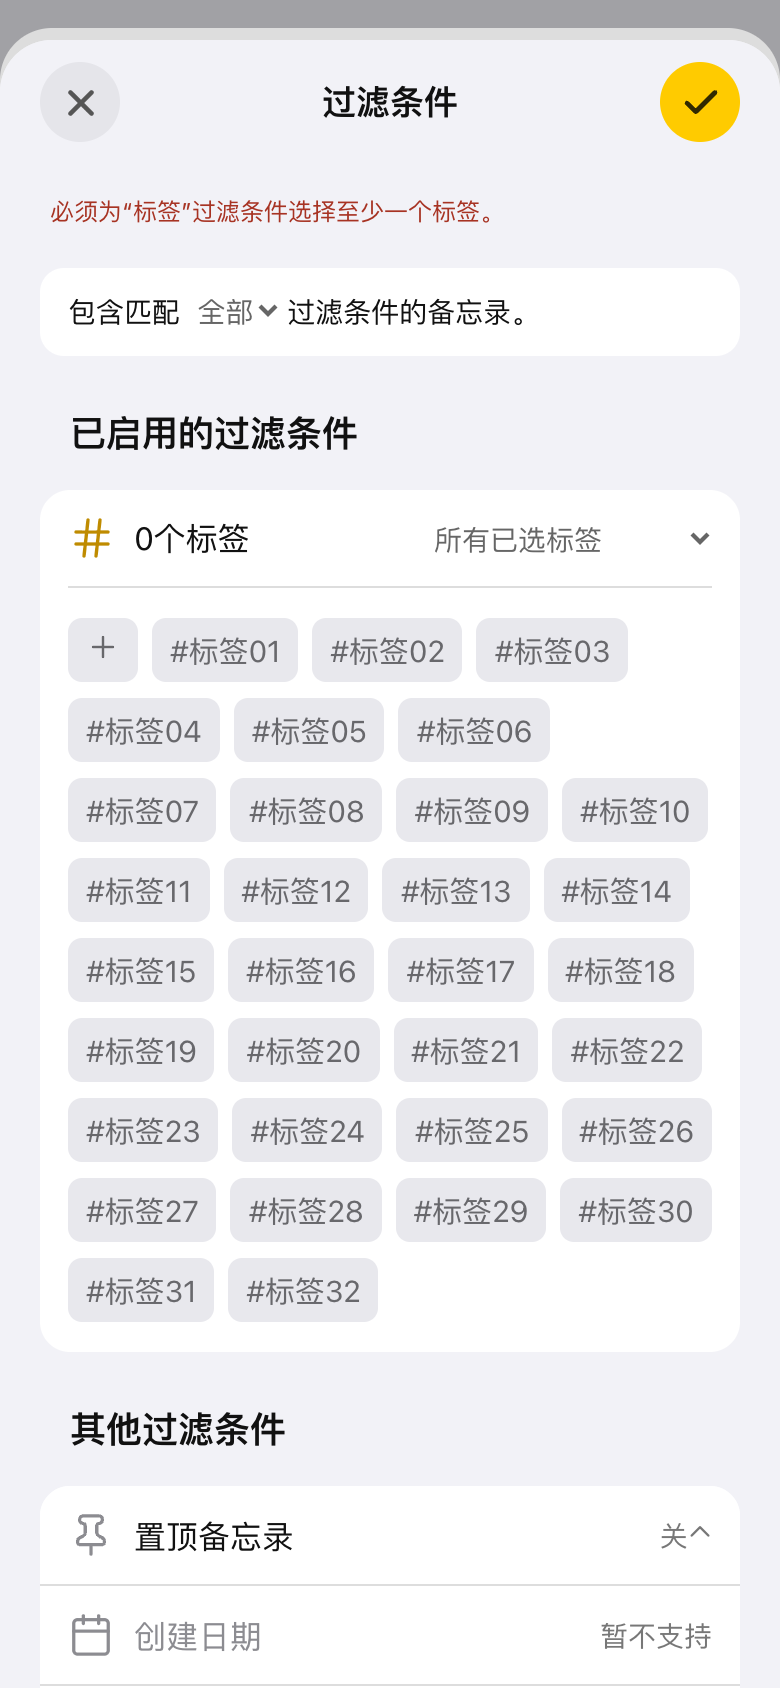 过滤条件
必须为“标签”过滤条件选择至少一个标签。
包含匹配 全部 过滤条件的备忘录。
已启用的过滤条件
0个标签 所有已选标签
+ #标签01 #标签02 #标签03
#标签04 #标签05 #标签06
#标签07 #标签08 #标签09 #标签10
#标签11 #标签12 #标签13 #标签14
#标签15 #标签16 #标签17 #标签18
#标签19 #标签20 #标签21 #标签22
#标签23 #标签24 #标签25 #标签26
#标签27 #标签28 #标签29 #标签30
#标签31 #标签32
其他过滤条件
置顶备忘录 关
创建日期 暂不支持